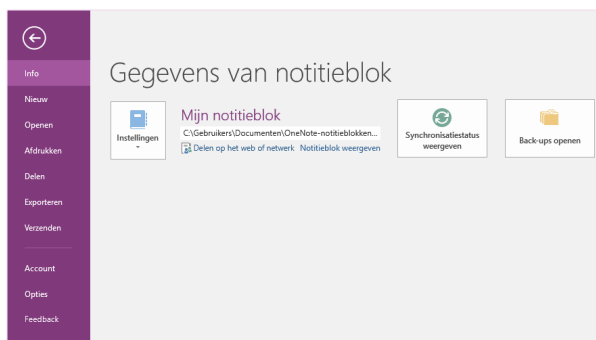 Info
Nieuw
Openen
Afdrukken
Delen
Exporteren
Verzenden
Account
Opties
Feedback
Gegevens van notitieblok
Instellingen
Mijn notitieblok
C:\Gebruikers\Documenten\OneNote-notitieblokken...
Delen op het web of netwerk Notitieblok weergeven
Synchronisatiestatus
weergeven
Back-ups openen